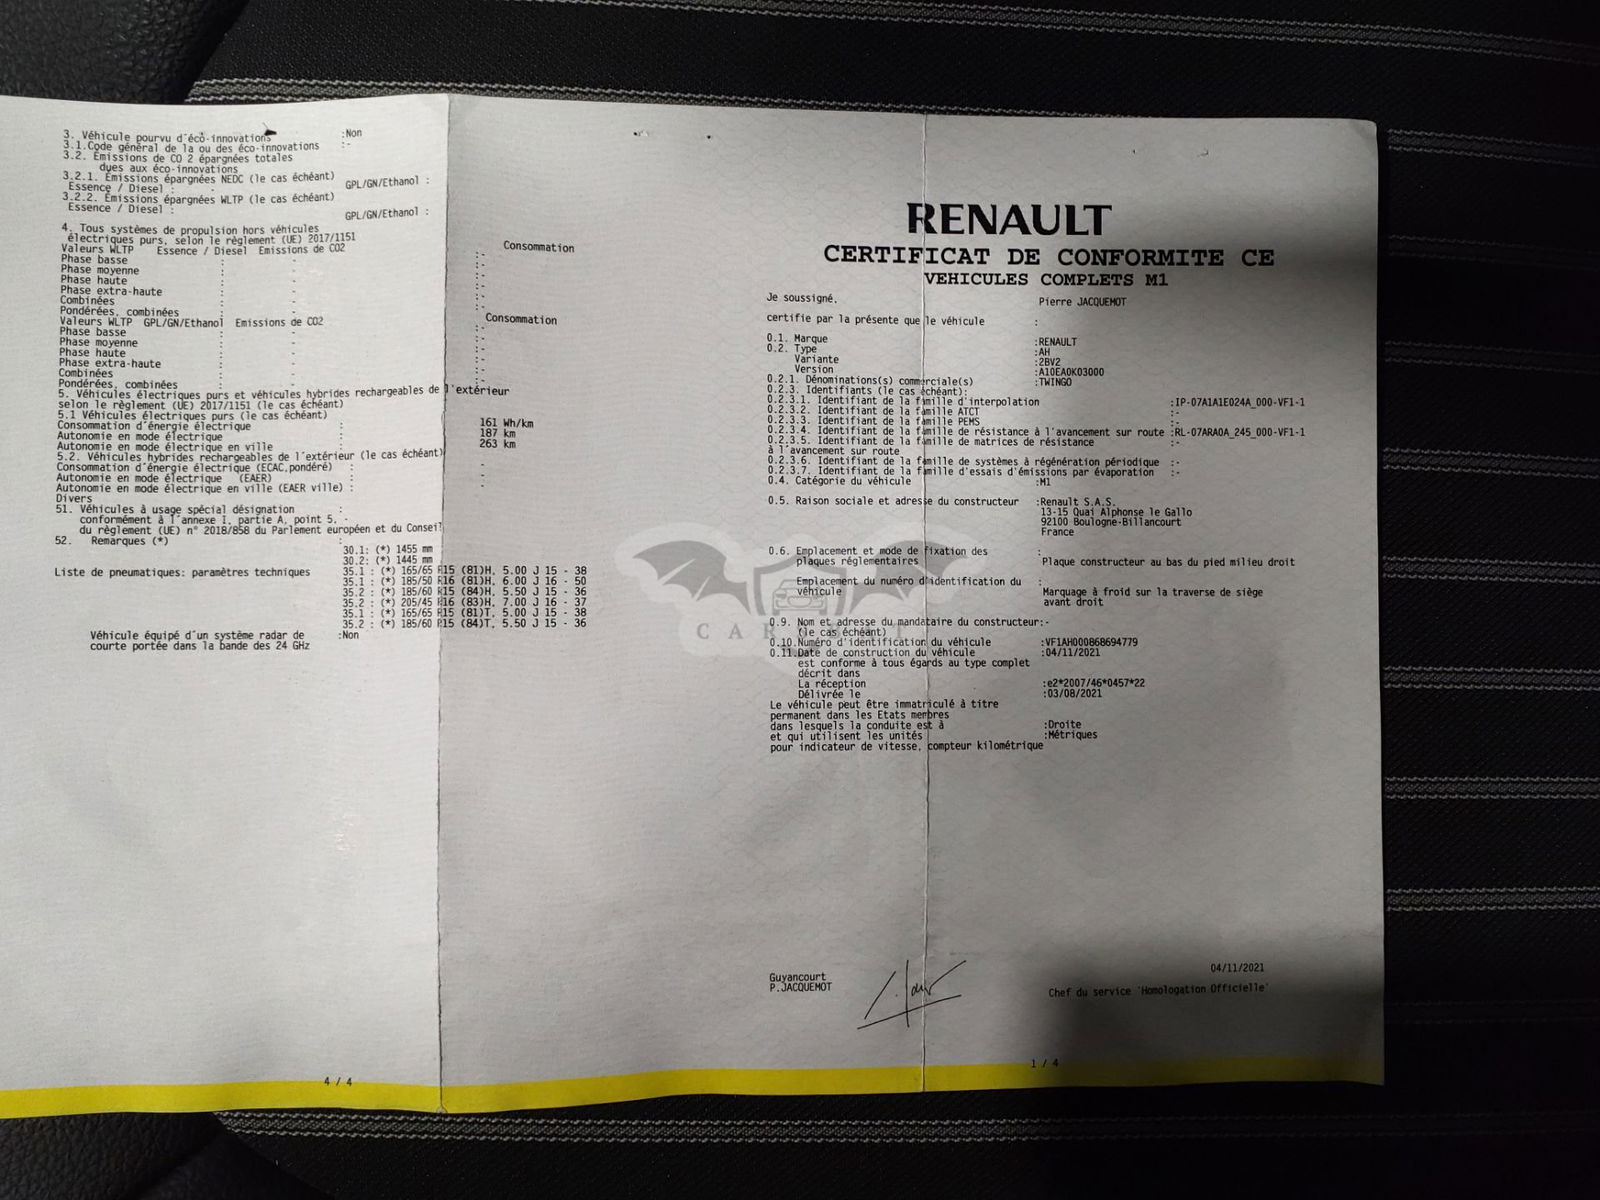 3. Véhicule pourvu d'éco-innovations :Non
3.1.Code général de la ou des éco-innovations :-
3.2. Emissions de CO 2 épargnées totales
dues aux éco-innovations
3.2.1. Emissions épargnées NEDC (le cas échéant)
Essence / Diesel : - GPL/GN/Ethanol :
3.2.2. Emissions épargnées WLTP (le cas échéant)
Essence / Diesel : GPL/GN/Ethanol :
4. Tous systèmes de propulsion hors véhicules
électriques purs, selon le règlement (UE) 2017/1151
Valeurs WLTP Essence / Diesel Emissions de CO2 Consommation
Phase basse : - :-
Phase moyenne : - :-
Phase haute : - :-
Phase extra-haute : - :-
Combinées : - :-
Pondérées, combinées : - :-
Valeurs WLTP GPL/GN/Ethanol Emissions de CO2 Consommation
Phase basse : - :-
Phase moyenne : - :-
Phase haute : - :-
Phase extra-haute : - :-
Combinées : - :-
Pondérées, combinées : - :-
5. Véhicules électriques purs et véhicules hybrides rechargeables de l'extérieur
selon le règlement (UE) 2017/1151 (le cas échéant)
5.1 Véhicules électriques purs (le cas échéant)
Consommation d'énergie électrique : 161 Wh/km
Autonomie en mode électrique : 187 km
Autonomie en mode électrique en ville : 263 km
5.2. Véhicules hybrides rechargeables de l'extérieur (le cas échéant)
Consommation d'énergie électrique (ECAC,pondéré) : -
Autonomie en mode électrique (EAER) : -
Autonomie en mode électrique en ville (EAER ville) : -
Divers
51. Véhicules à usage spécial désignation :
conformément à l'annexe I, partie A, point 5. -
du règlement (UE) n° 2018/858 du Parlement européen et du Conseil
52. Remarques (*) :
30.1: (*) 1455 mm
30.2: (*) 1445 mm
Liste de pneumatiques: paramètres techniques 35.1 : (*) 165/65 R15 (81)H, 5.00 J 15 - 38
35.1 : (*) 185/50 R16 (81)H, 6.00 J 16 - 50
35.2 : (*) 185/60 R15 (84)H, 5.50 J 15 - 36
35.2 : (*) 205/45 R16 (83)H, 7.00 J 16 - 37
35.1 : (*) 165/65 R15 (81)T, 5.00 J 15 - 38
35.2 : (*) 185/60 R15 (84)T, 5.50 J 15 - 36
Véhicule équipé d'un système radar de :Non
courte portée dans la bande des 24 GHz
4 / 4
RENAULT
CERTIFICAT DE CONFORMITE CE
VEHICULES COMPLETS M1
Je soussigné, Pierre JACQUEMOT
certifie par la présente que le véhicule :
0.1. Marque :RENAULT
0.2. Type :AH
Variante :2BV2
Version :A10EA0K03000
0.2.1. Dénominations(s) commerciale(s) :TWINGO
0.2.3. Identifiants (le cas échéant):
0.2.3.1. Identifiant de la famille d'interpolation :IP-07A1A1E024A_000-VF1-1
0.2.3.2. Identifiant de la famille ATCT :-
0.2.3.3. Identifiant de la famille PEMS :-
0.2.3.4. Identifiant de la famille de résistance à l'avancement sur route :RL-07ARA0A_245_000-VF1-1
0.2.3.5. Identifiant de la famille de matrices de résistance :-
à l'avancement sur route
0.2.3.6. Identifiant de la famille de systèmes à régénération périodique :-
0.2.3.7. Identifiant de la famille d'essais d'émissions par évaporation :-
0.4. Catégorie du véhicule :M1
0.5. Raison sociale et adresse du constructeur :Renault S.A.S.
13-15 Quai Alphonse le Gallo
92100 Boulogne-Billancourt
France
0.6. Emplacement et mode de fixation des :
plaques réglementaires Plaque constructeur au bas du pied milieu droit
Emplacement du numéro d'identification du :
véhicule Marquage à froid sur la traverse de siège
avant droit
0.9. Nom et adresse du mandataire du constructeur:-
(le cas échéant)
0.10.Numéro d'identification du véhicule :VF1AH000868694779
0.11.Date de construction du véhicule :04/11/2021
est conforme à tous égards au type complet
décrit dans
La réception :e2*2007/46*0457*22
Délivrée le :03/08/2021
Le véhicule peut être immatriculé à titre
permanent dans les Etats membres
dans lesquels la conduite est à :Droite
et qui utilisent les unités :Métriques
pour indicateur de vitesse, compteur kilométrique
Guyancourt 04/11/2021
P.JACQUEMOT Chef du service 'Homologation Officielle'
1 / 4